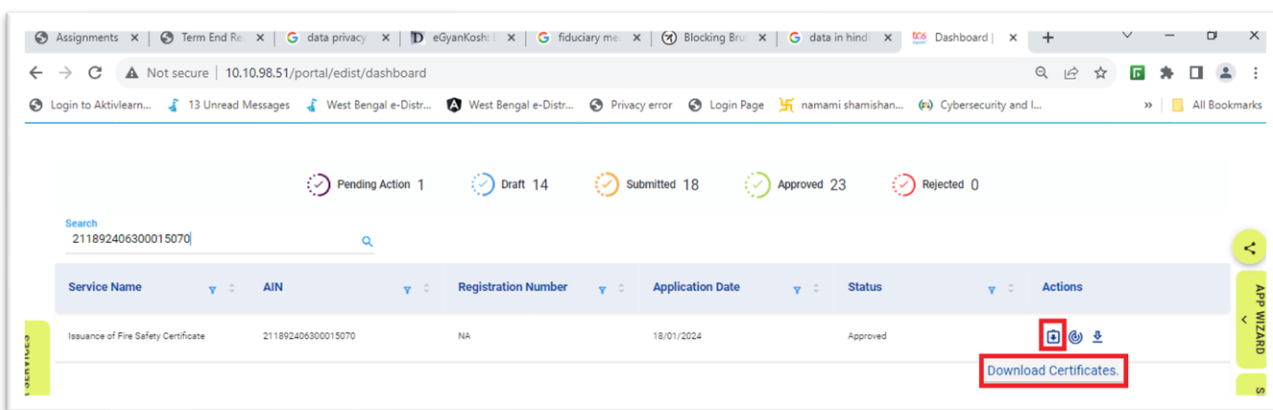 Assignments Term End Re data privacy eGyanKosh: fiduciary me Blocking Bru data in hindi Dashboard |
Not secure | 10.10.98.51/portal/edist/dashboard
Login to Aktivlearn... 13 Unread Messages West Bengal e-Distr... West Bengal e-Distr... Privacy error Login Page namami shamishan... Cybersecurity and I... » All Bookmarks
Pending Action 1 Draft 14 Submitted 18 Approved 23 Rejected 0
Search
211892406300015070
Service Name AIN Registration Number Application Date Status Actions
Issuance of Fire Safety Certificate 211892406300015070 NA 18/01/2024 Approved
Download Certificates.
APP WIZARD
SERVICES
S